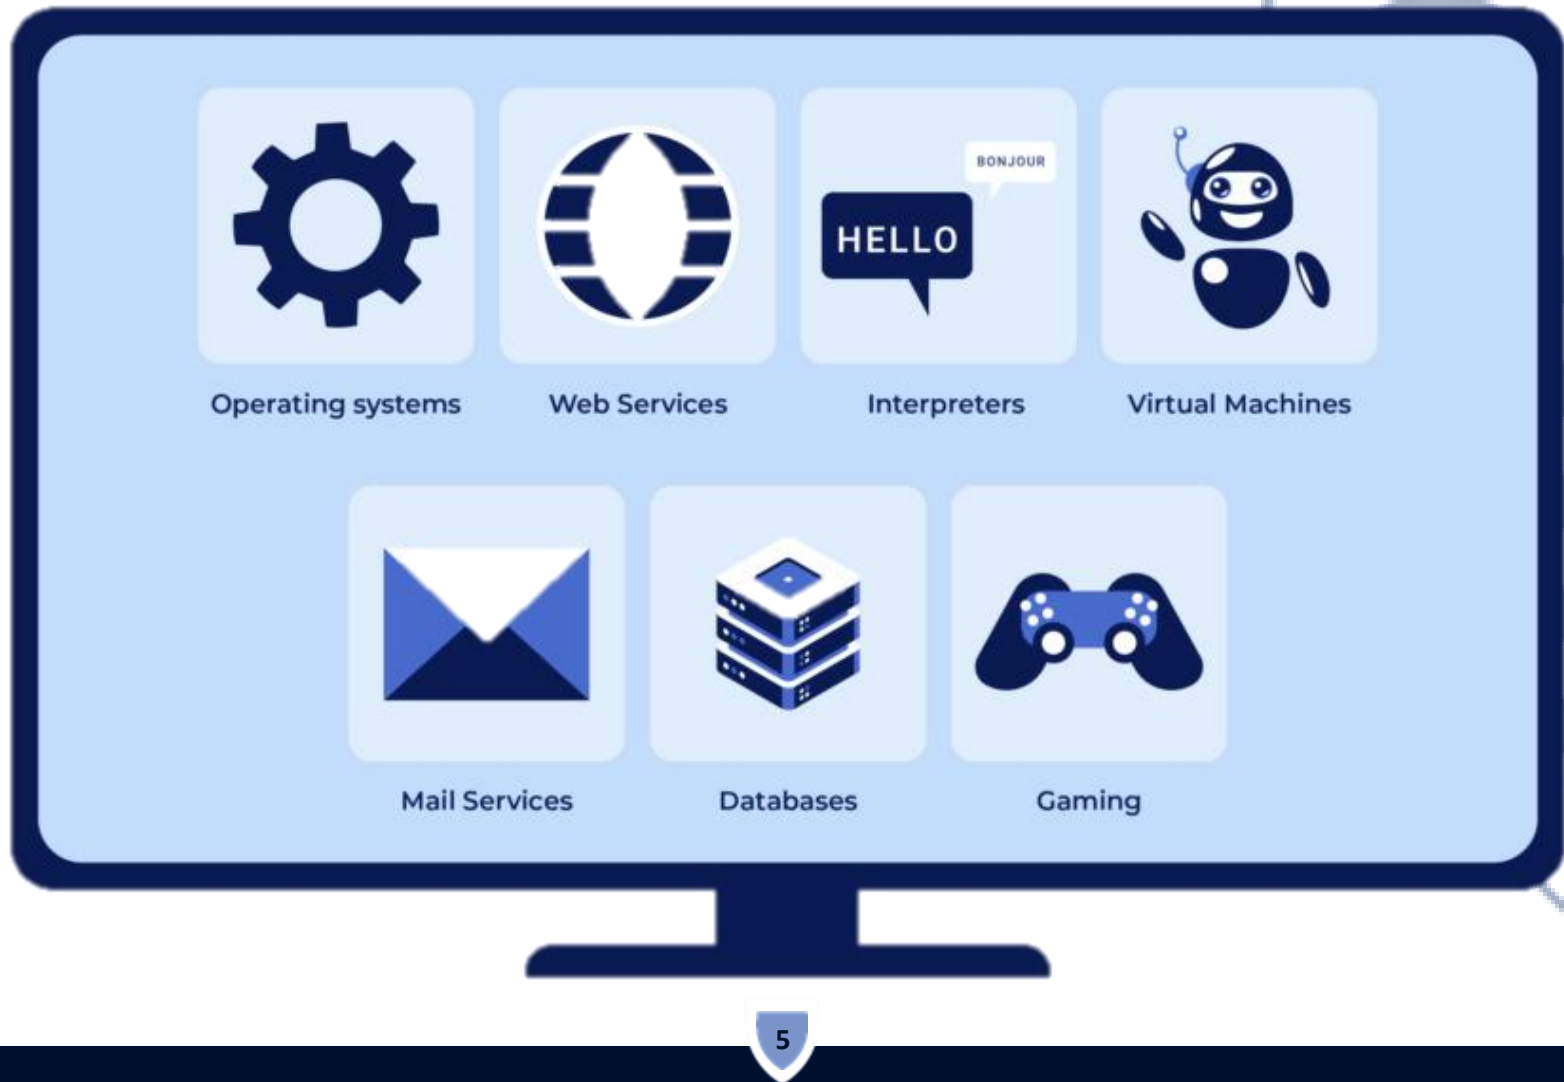 BONJOUR
HELLO
Operating systems
Web Services
Interpreters
Virtual Machines
Mail Services
Databases
Gaming
5